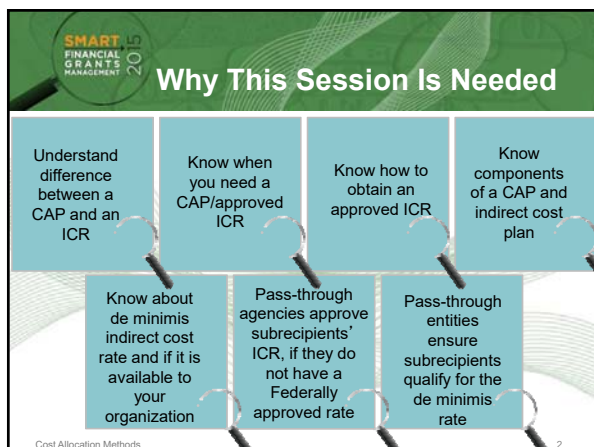 SMART
FINANCIAL
GRANTS
MANAGEMENT
2015
Why This Session Is Needed
Understand
difference
between a
CAP and an
ICR
Know when
you need a
CAP/approved
ICR
Know how to
obtain an
approved ICR
Know
components
of a CAP and
indirect cost
plan
Know about
de minimis
indirect cost
rate and if it is
available to
your
organization
Pass-through
agencies approve
subrecipients'
ICR, if they do
not have a
Federally
approved rate
Pass-through
entities
ensure
subrecipients
qualify for the
de minimis
rate
Cost Allocation Methods
2